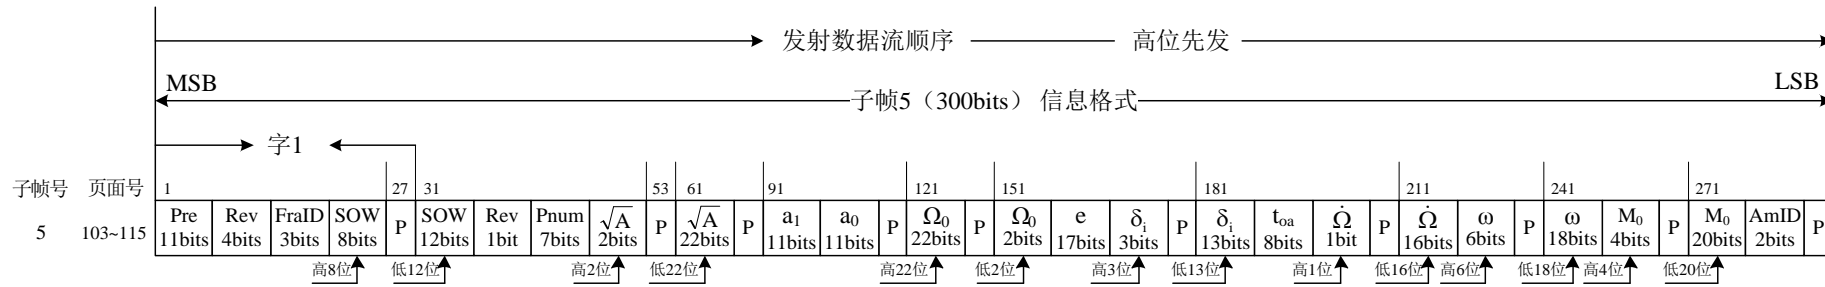 发射数据流顺序 高位先发
MSB LSB
子帧5（300bits） 信息格式
字1
子帧号 页面号 1 27 31 53 61 91 121 151 181 211 241 271
5 103~115 Pre 11bits Rev 4bits FraID 3bits SOW 8bits P SOW 12bits Rev 1bit Pnum 7bits √A 2bits P √A 22bits P a₁ 11bits a₀ 11bits P Ω₀ 22bits P Ω₀ 2bits e 17bits δᵢ 3bits P δᵢ 13bits tₒₐ 8bits Ω̇ 1bit P Ω̇ 16bits ω 6bits P ω 18bits M₀ 4bits P M₀ 20bits AmID 2bits P
高8位 低12位 高2位 低22位 高22位 低2位 高3位 低13位 高1位 低16位 高6位 低18位 高4位 低20位